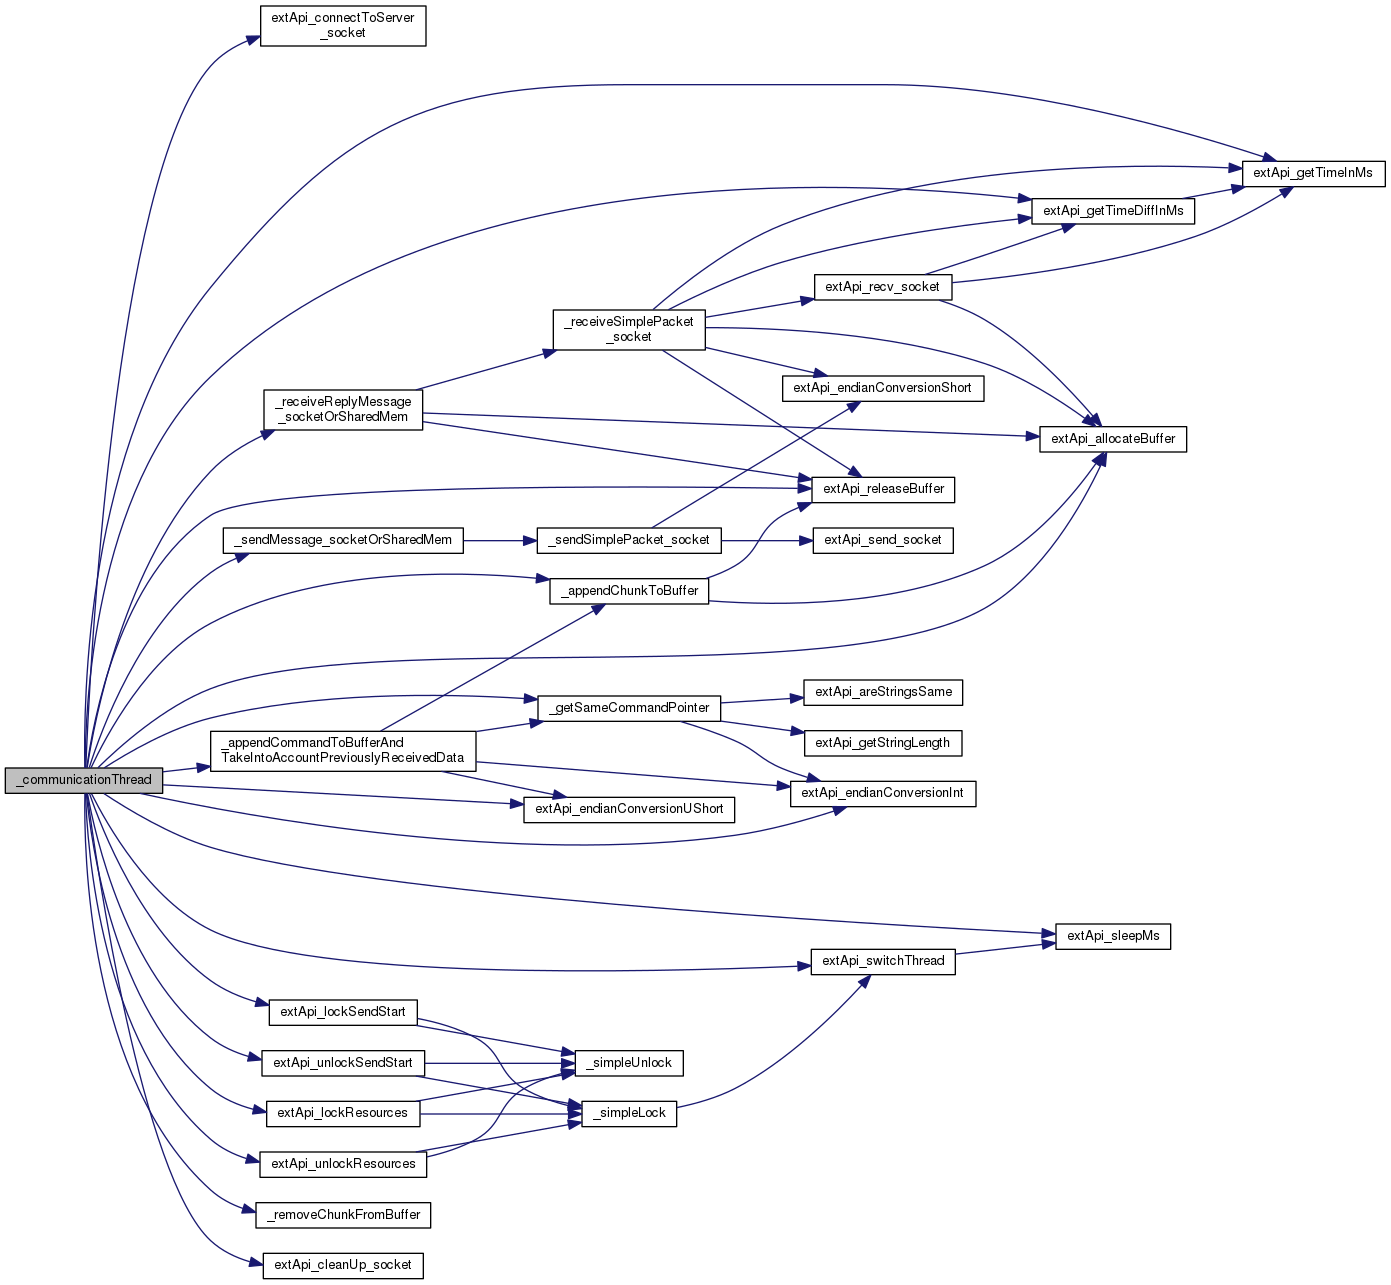 extApi_connectToServer
_socket
extApi_getTimeInMs
extApi_getTimeDiffInMs
extApi_recv_socket
_receiveSimplePacket
_socket
extApi_endianConversionShort
_receiveReplyMessage
_socketOrSharedMem
extApi_allocateBuffer
extApi_releaseBuffer
_sendMessage_socketOrSharedMem
_sendSimplePacket_socket
extApi_send_socket
_appendChunkToBuffer
extApi_areStringsSame
_getSameCommandPointer
extApi_getStringLength
_appendCommandToBufferAnd
TakeIntoAccountPreviouslyReceivedData
_communicationThread
extApi_endianConversionInt
extApi_endianConversionUShort
extApi_sleepMs
extApi_switchThread
extApi_lockSendStart
extApi_unlockSendStart
_simpleUnlock
extApi_lockResources
_simpleLock
extApi_unlockResources
_removeChunkFromBuffer
extApi_cleanUp_socket